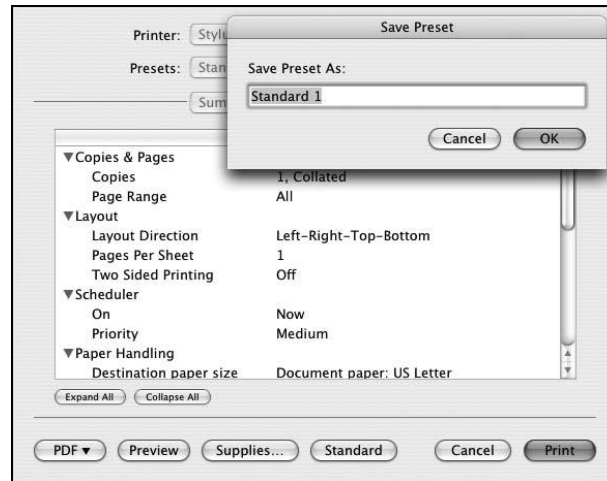 Save Preset
Printer: Stylu
Presets: Stan
Save Preset As:
Standard 1
Sum
Cancel OK
▼Copies & Pages
Copies 1, Collated
Page Range All
▼Layout
Layout Direction Left-Right-Top-Bottom
Pages Per Sheet 1
Two Sided Printing Off
▼Scheduler
On Now
Priority Medium
▼Paper Handling
Destination paper size Document paper: US Letter
Expand All Collapse All
PDF▼ Preview Supplies... Standard Cancel Print